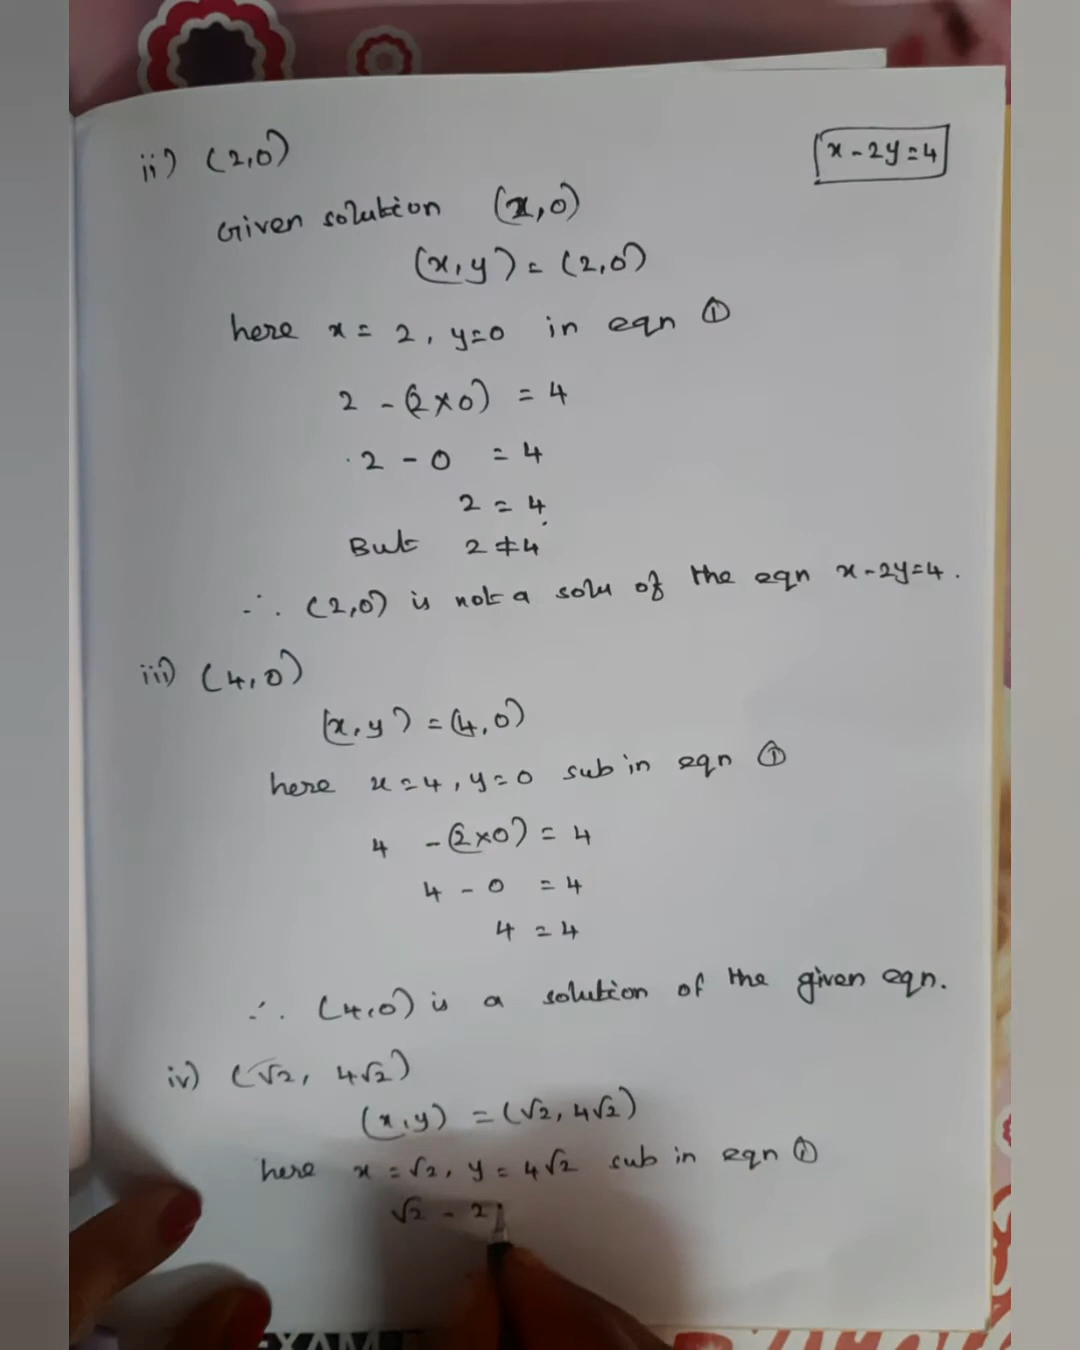 ii) (2,0)
x - 2y = 4
Given solution (x,0)
(x,y) = (2,0)
here x = 2, y=0 in eqn ①
2 - (2×0) = 4
2 - 0 = 4
2 = 4
But 2 ≠ 4
∴ (2,0) is not a solu of the eqn x-2y=4.
iii) (4,0)
(x,y) = (4,0)
here x=4, y=0 sub in eqn ①
4 - (2×0) = 4
4 - 0 = 4
4 = 4
∴ (4,0) is a solution of the given eqn.
iv) (√2, 4√2)
(x,y) = (√2, 4√2)
here x = √2, y = 4√2 sub in eqn ①
√2 - 2